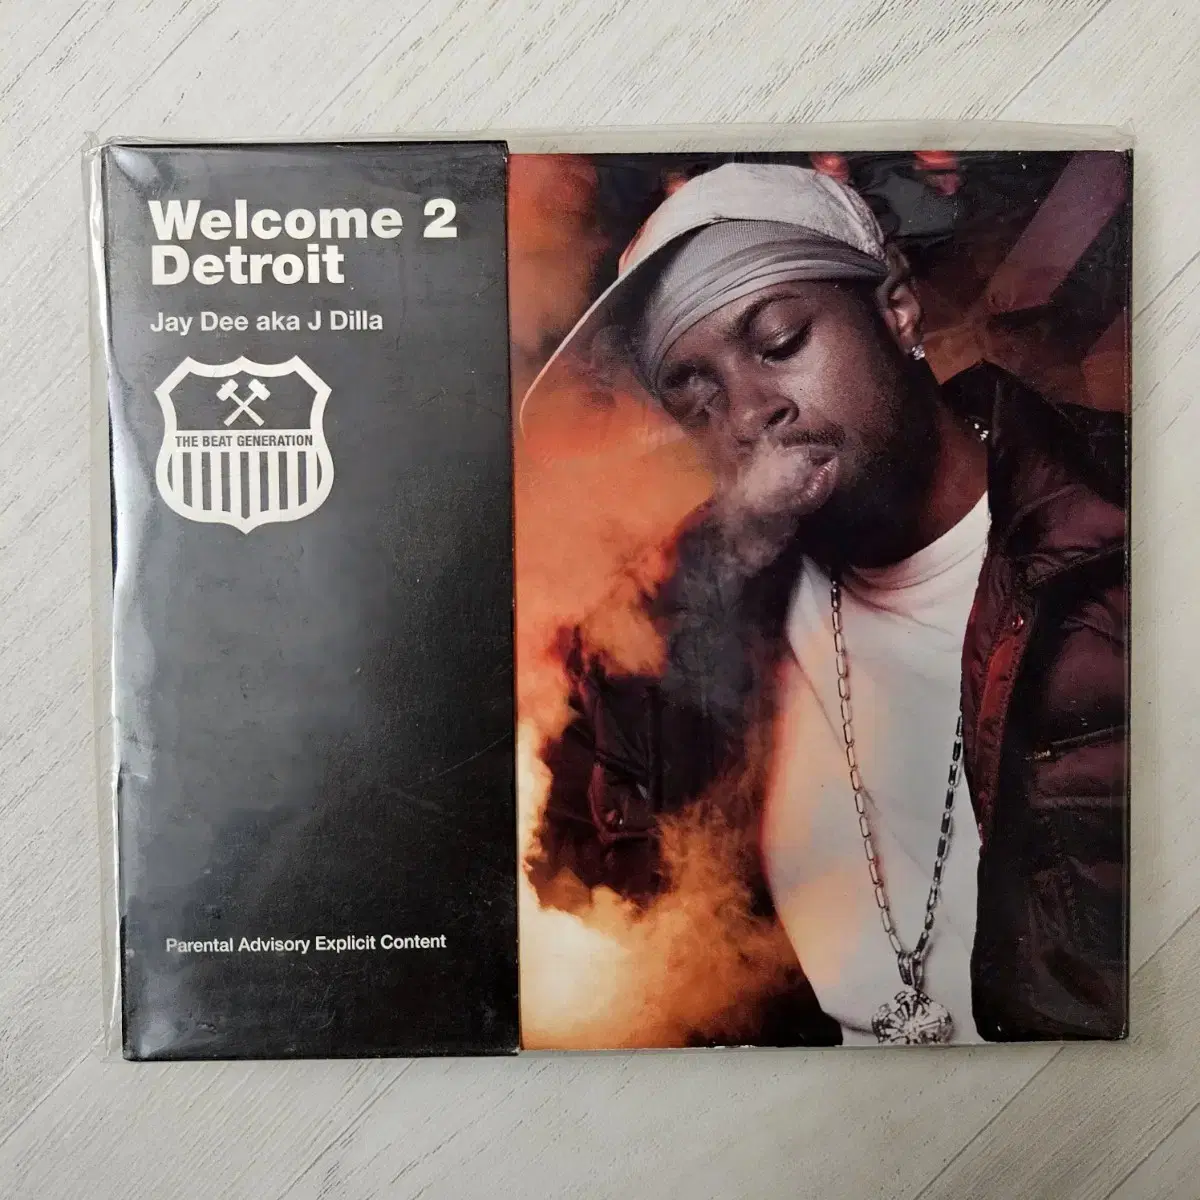 Welcome 2
Detroit
Jay Dee aka J Dilla
THE BEAT GENERATION
Parental Advisory Explicit Content